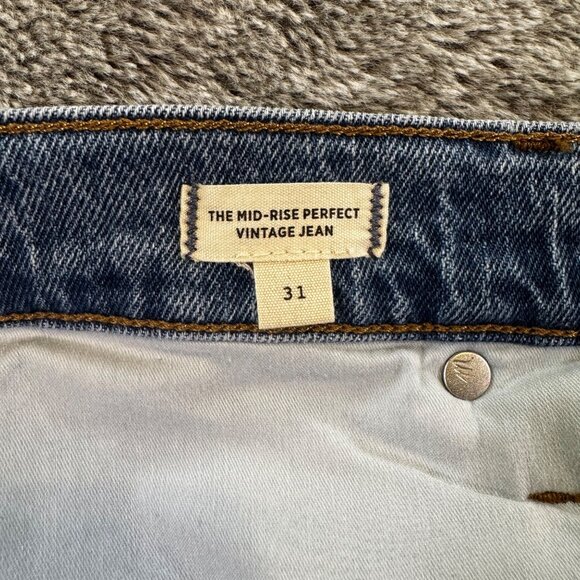 THE MID-RISE PERFECT
VINTAGE JEAN
31
M